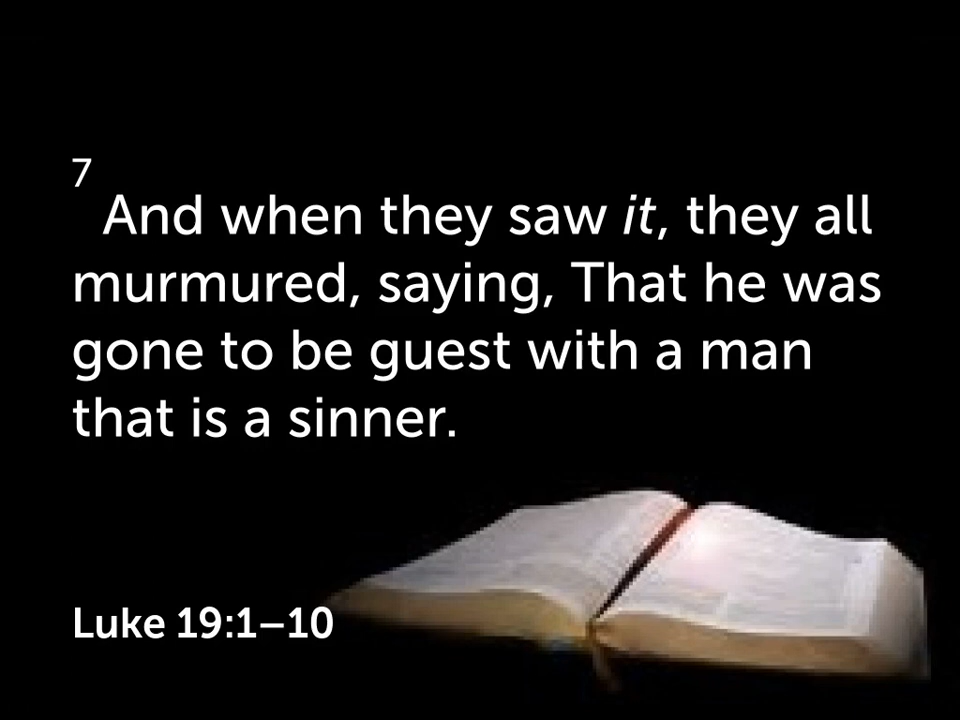 7
And when they saw it, they all
murmured, saying, That he was
gone to be guest with a man
that is a sinner.
Luke 19:1–10